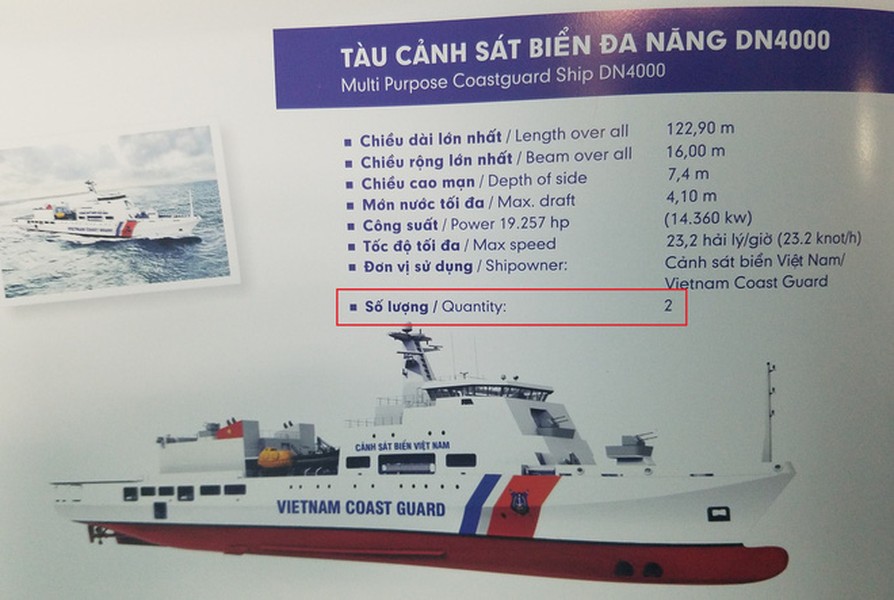 TÀU CẢNH SÁT BIỂN ĐA NĂNG DN4000
Multi Purpose Coastguard Ship DN4000
▪ Chiều dài lớn nhất / Length over all 122,90 m
▪ Chiều rộng lớn nhất / Beam over all 16,00 m
▪ Chiều cao mạn / Depth of side 7,4 m
▪ Món nước tối đa / Max. draft 4,10 m
▪ Công suất / Power 19.257 hp (14.360 kw)
▪ Tốc độ tối đa / Max speed 23,2 hải lý/giờ (23.2 knot/h)
▪ Đơn vị sử dụng / Shipowner: Cảnh sát biển Việt Nam/
Vietnam Coast Guard
▪ Số lượng / Quantity: 2
CẢNH SÁT BIỂN VIỆT NAM
VIETNAM COAST GUARD
VIETNAM COAST GUARD